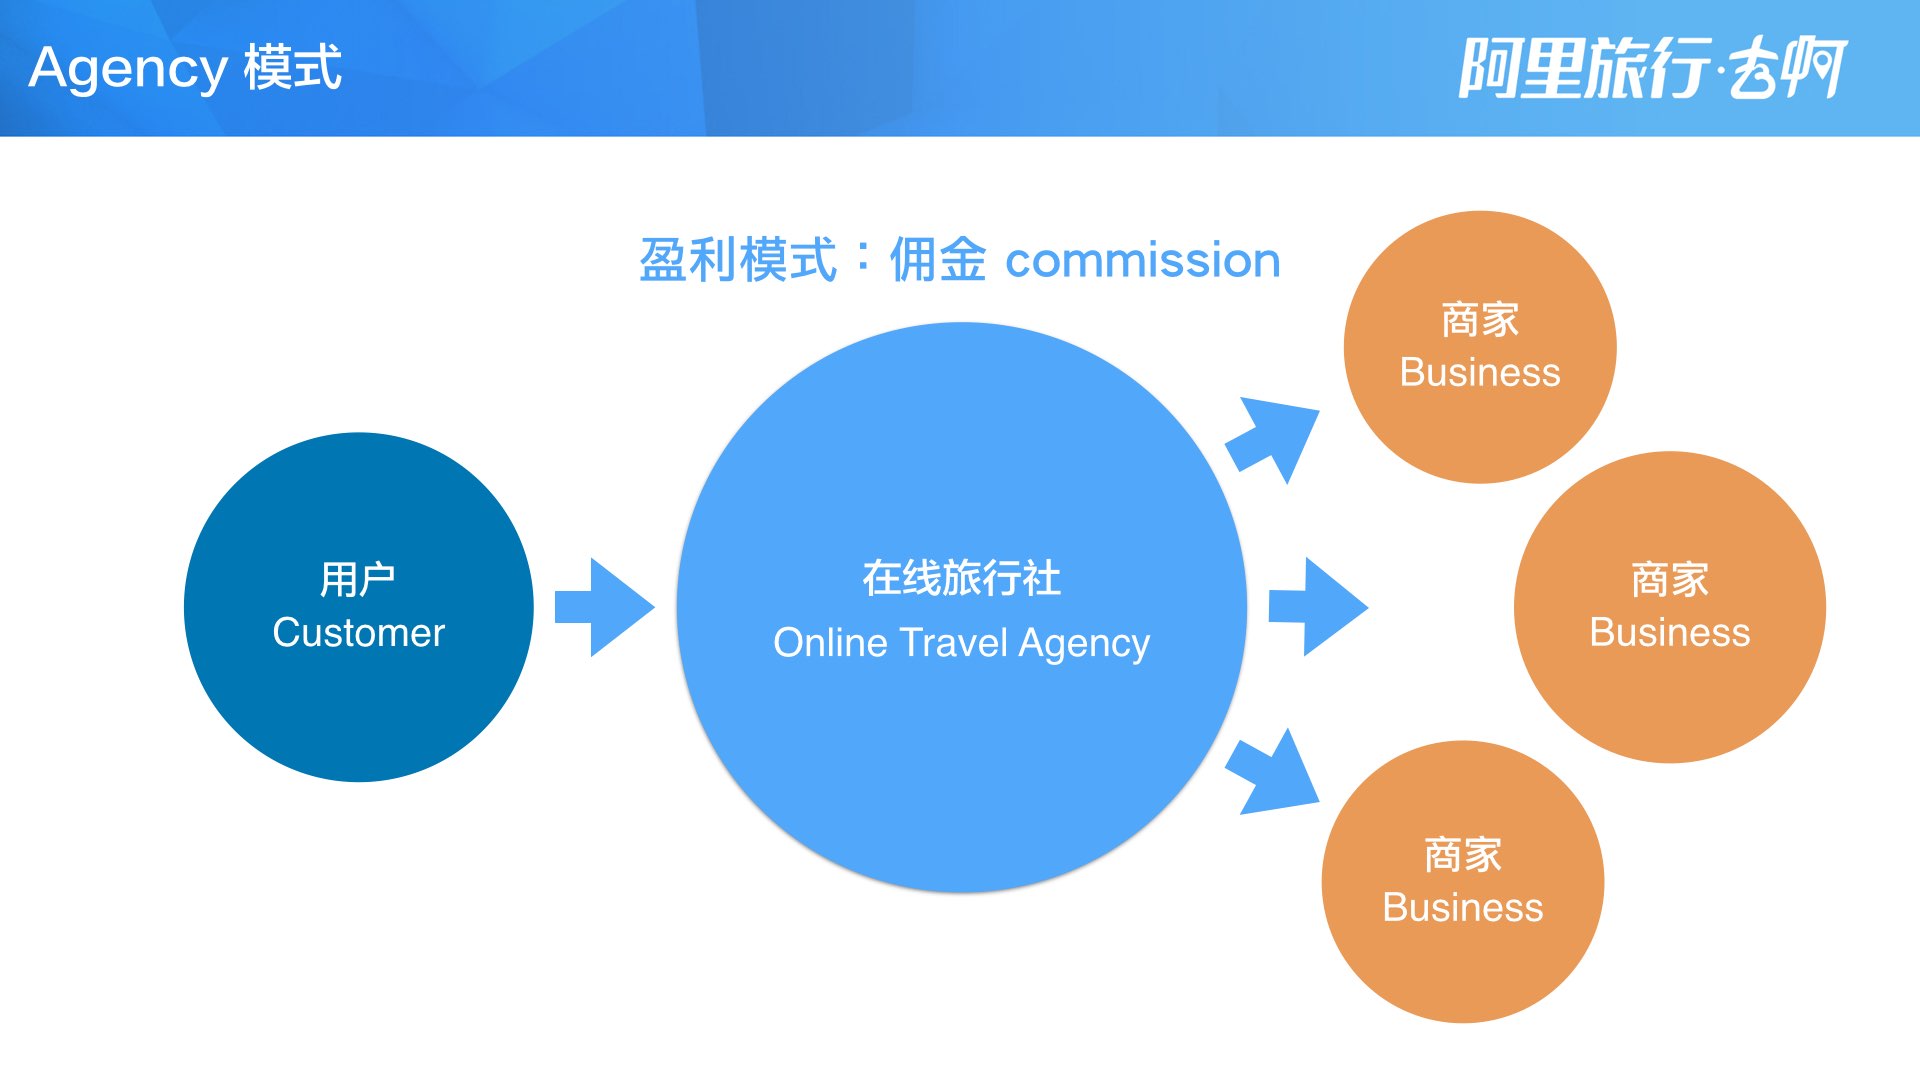 Agency 模式
阿里旅行·去啊
盈利模式：佣金 commission
用户
Customer
在线旅行社
Online Travel Agency
商家
Business
商家
Business
商家
Business